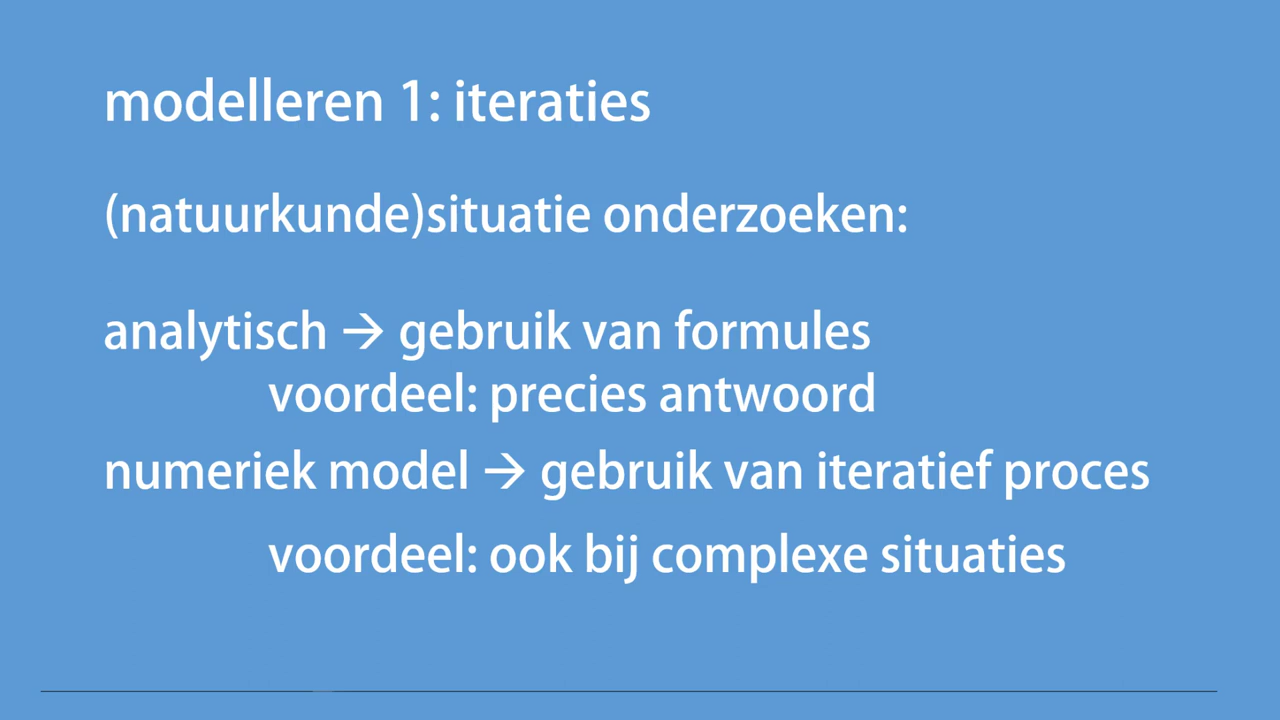 modelleren 1: iteraties
(natuurkunde)situatie onderzoeken:
analytisch → gebruik van formules
voordeel: precies antwoord
numeriek model → gebruik van iteratief proces
voordeel: ook bij complexe situaties